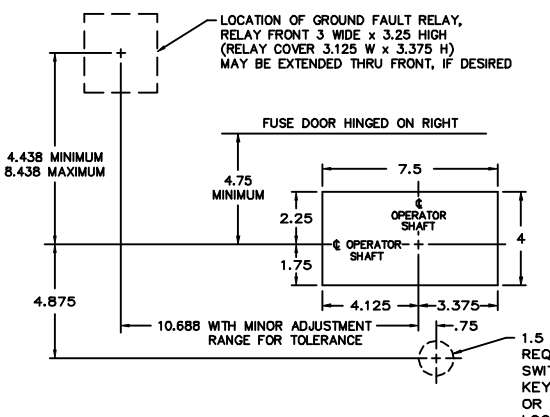 LOCATION OF GROUND FAULT RELAY,
RELAY FRONT 3 WIDE x 3.25 HIGH
(RELAY COVER 3.125 W x 3.375 H)
MAY BE EXTENDED THRU FRONT, IF DESIRED
FUSE DOOR HINGED ON RIGHT
4.438 MINIMUM
8.438 MAXIMUM
4.75
MINIMUM
7.5
2.25
℄
OPERATOR
SHAFT
℄ OPERATOR
SHAFT
4
1.75
4.125
3.375
4.875
10.688 WITH MINOR ADJUSTMENT
RANGE FOR TOLERANCE
.75
1.5
REQ
SWIT
KEY
OR